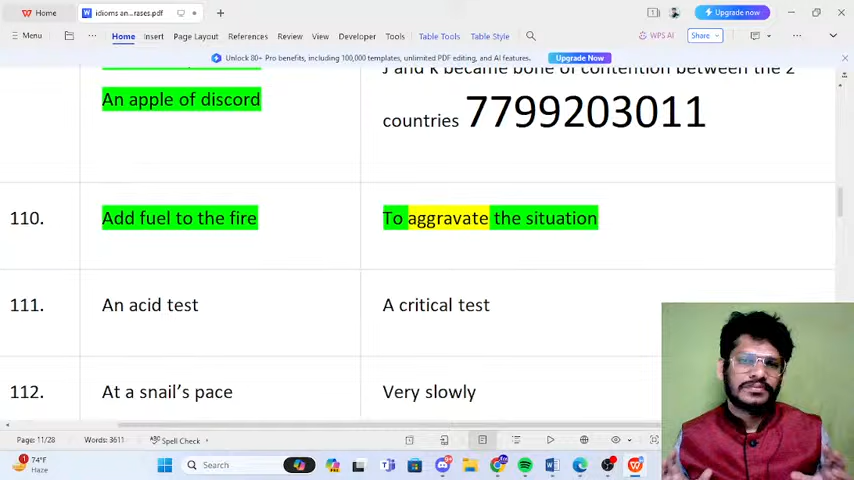 Home
idioms an...rases.pdf
Upgrade now
Menu
Home Insert Page Layout References Review View Developer Tools Table Tools Table Style
WPS AI
Share
Unlock 80+ Pro benefits, including 100,000 templates, unlimited PDF editing, and AI features. Upgrade Now
J and K became bone of contention between the 2
An apple of discord
countries 7799203011
110. Add fuel to the fire To aggravate the situation
111. An acid test A critical test
112. At a snail's pace Very slowly
Page: 11/28 Words: 3611 Spell Check
74°F
Haze
Search